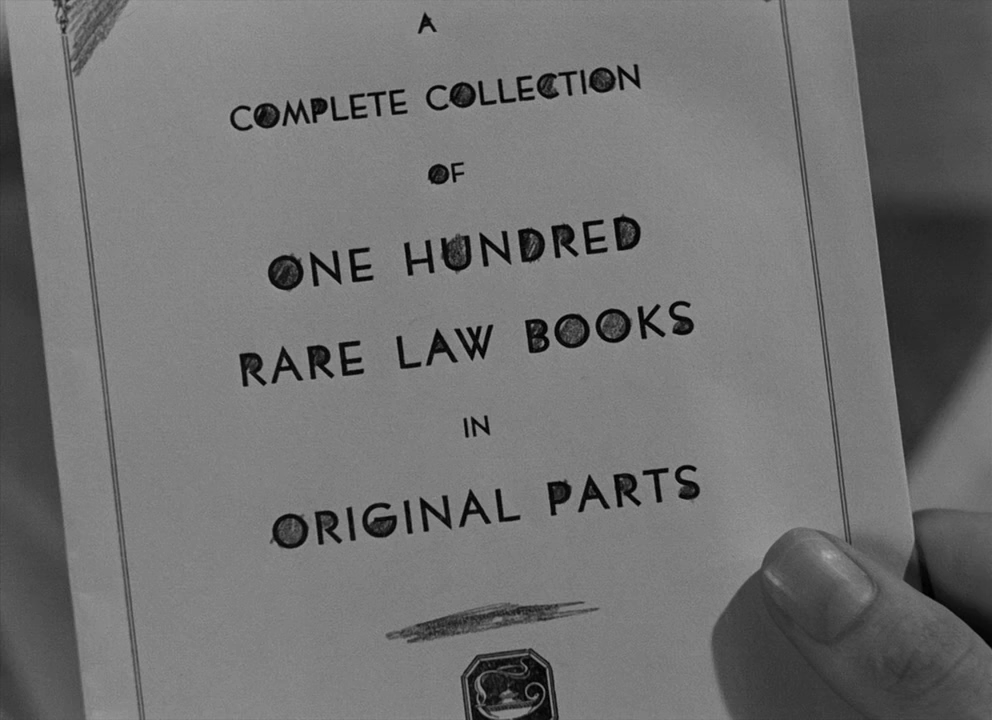 A
COMPLETE COLLECTION
OF
ONE HUNDRED
RARE LAW BOOKS
IN
ORIGINAL PARTS